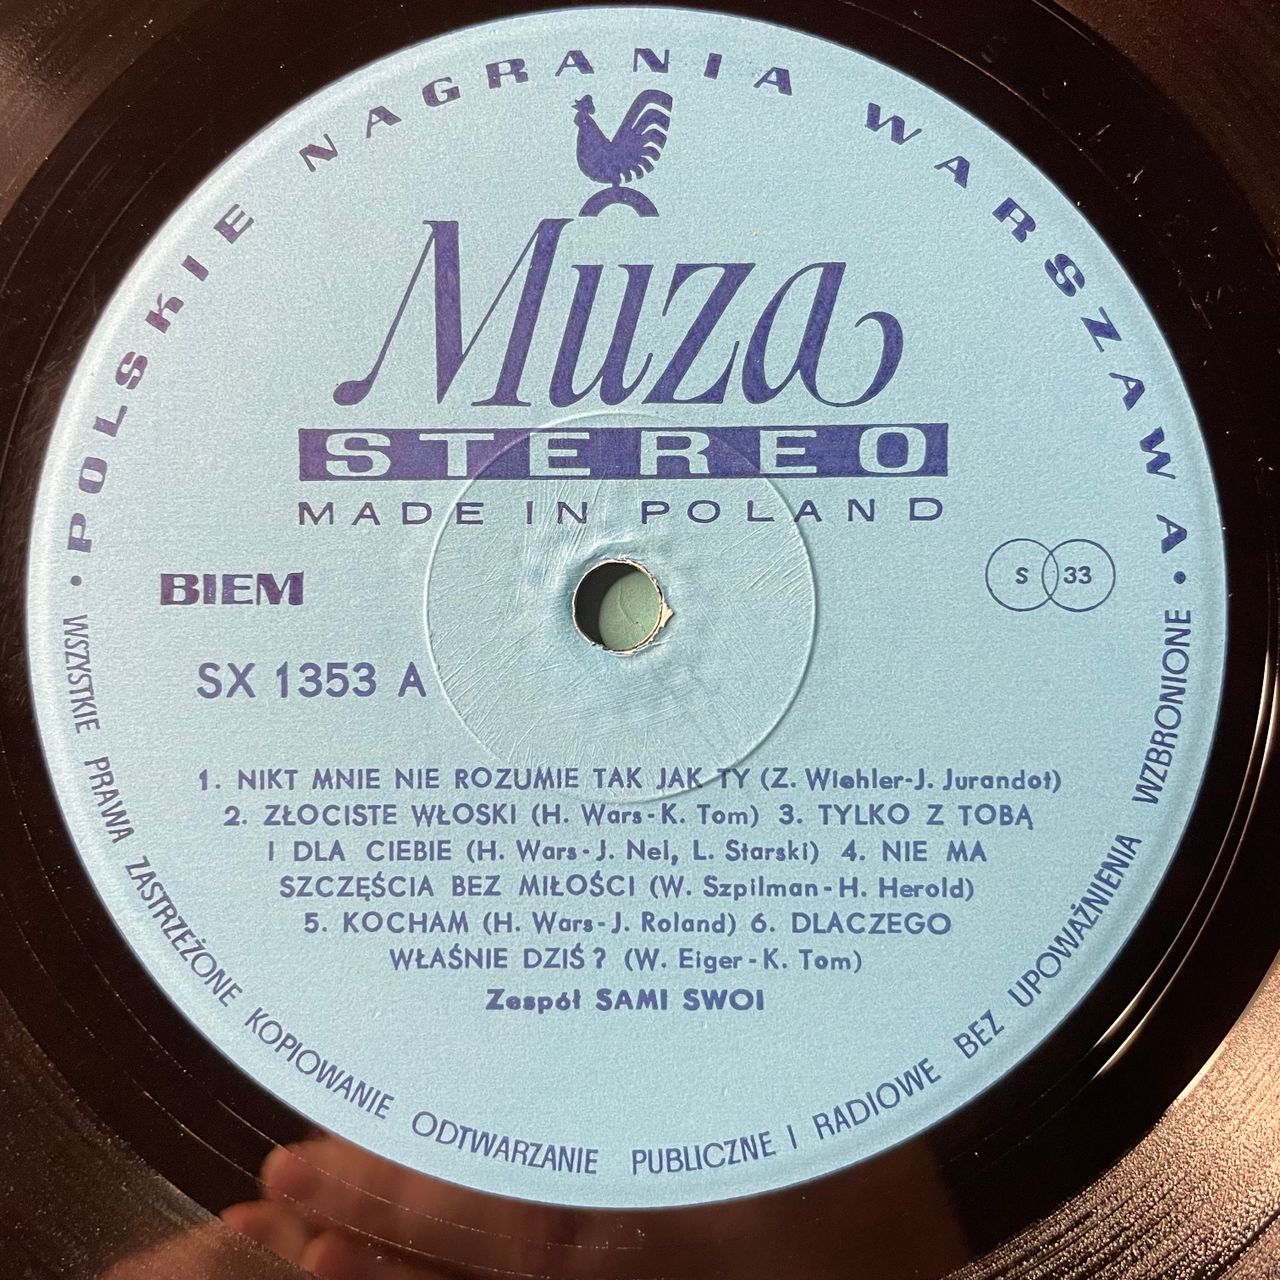 • POLSKIE NAGRANIA WARSZAWA •
Muza
STEREO
MADE IN POLAND
BIEM
S 33
SX 1353 A
1. NIKT MNIE NIE ROZUMIE TAK JAK TY (Z. Wiehler-J. Jurandot)
2. ZŁOCISTE WŁOSKI (H. Wars-K. Tom) 3. TYLKO Z TOBĄ
I DLA CIEBIE (H. Wars-J. Nel, L. Starski) 4. NIE MA
SZCZĘŚCIA BEZ MIŁOŚCI (W. Szpilman-H. Herold)
5. KOCHAM (H. Wars-J. Roland) 6. DLACZEGO
WŁAŚNIE DZIŚ? (W. Eiger-K. Tom)
Zespół SAMI SWOI
WSZYSTKIE PRAWA ZASTRZEŻONE KOPIOWANIE ODTWARZANIE PUBLICZNE I RADIOWE BEZ UPOWAŻNIENIA WZBRONIONE